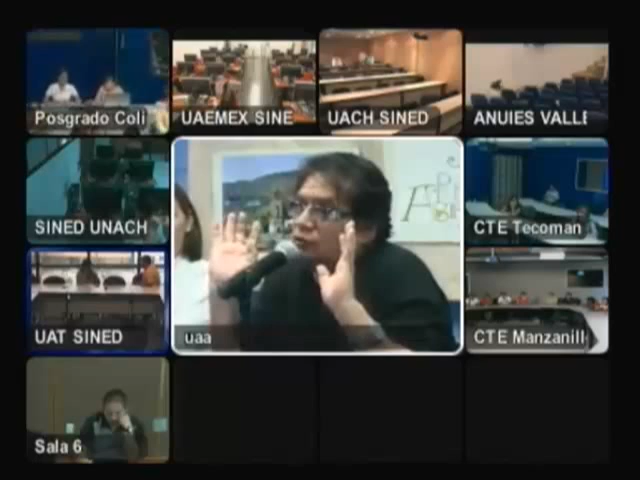 Posgrado Coli
UAEMEX SINE
UACH SINED
ANUIES VALLE
SINED UNACH
CTE Tecoman
UAT SINED
uaa
CTE Manzanill
Sala 6